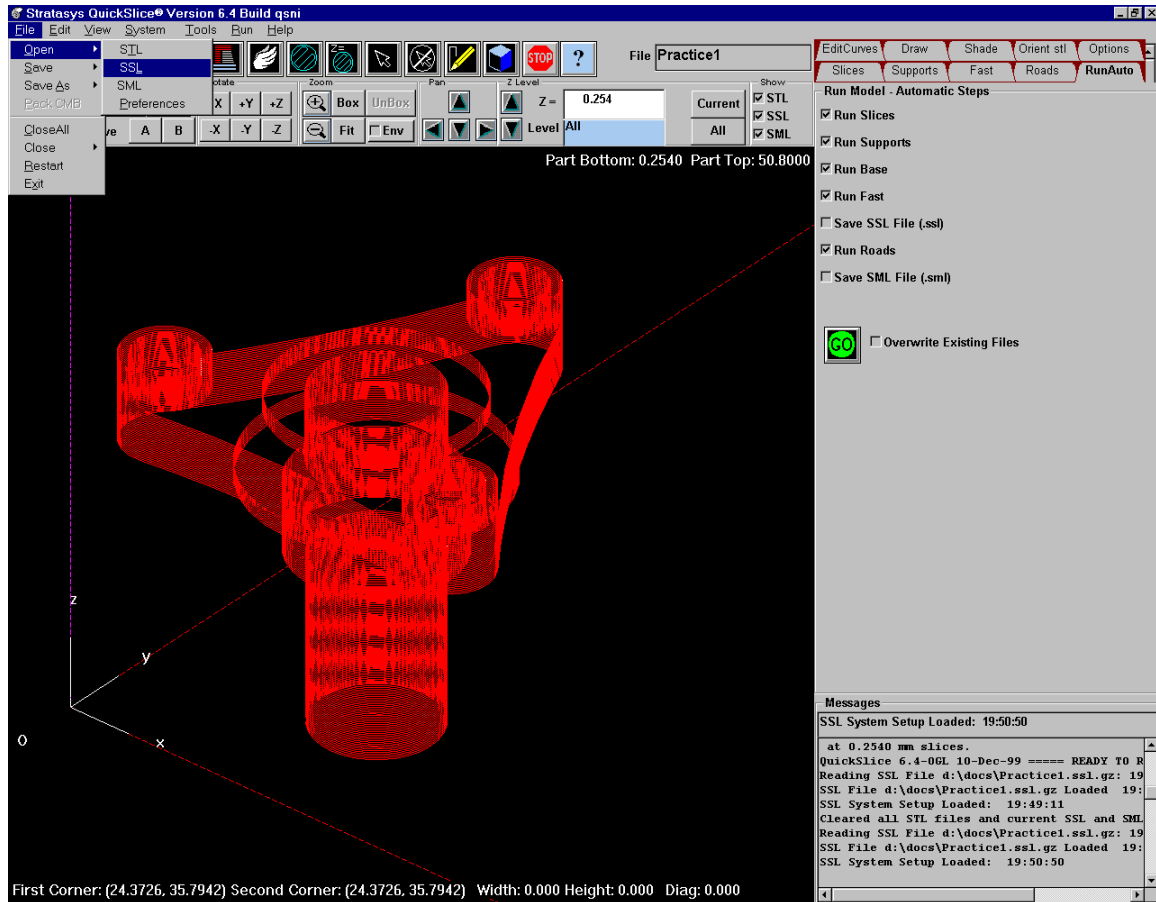 Stratasys QuickSlice® Version 6.4 Build qsni
File Edit View System Tools Run Help
Open
Save
Save As
Pack CMB
CloseAll
Close
Restart
Exit
STL
SSL
SML
Preferences
Z=
STOP
?
File Practice1
Zoom
Pan
Z Level
Show
X +Y +Z
Box UnBox
Z = 0.254
Current
STL
SSL
A B
-X -Y -Z
Fit Env
Level All
All
SML
Part Bottom: 0.2540 Part Top: 50.8000
z
y
x
O
First Corner: (24.3726, 35.7942) Second Corner: (24.3726, 35.7942) Width: 0.000 Height: 0.000 Diag: 0.000
EditCurves Draw Shade Orient stl Options
Slices Supports Fast Roads RunAuto
Run Model - Automatic Steps
Run Slices
Run Supports
Run Base
Run Fast
Save SSL File (.ssl)
Run Roads
Save SML File (.sml)
GO Overwrite Existing Files
Messages
SSL System Setup Loaded: 19:50:50
at 0.2540 mm slices.
QuickSlice 6.4-OGL 10-Dec-99 ===== READY TO R
Reading SSL File d:\docs\Practice1.ssl.gz: 19
SSL File d:\docs\Practice1.ssl.gz Loaded 19:
SSL System Setup Loaded: 19:49:11
Cleared all STL files and current SSL and SML
Reading SSL File d:\docs\Practice1.ssl.gz: 19
SSL File d:\docs\Practice1.ssl.gz Loaded 19:
SSL System Setup Loaded: 19:50:50